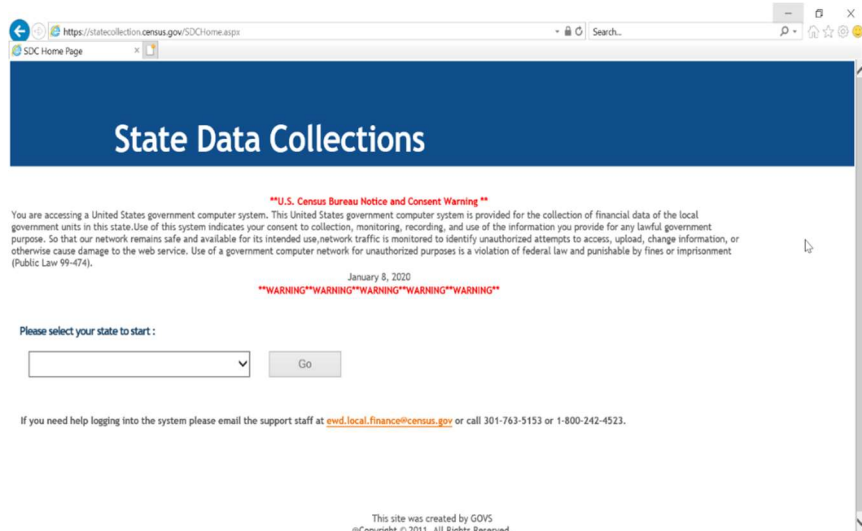 https://statecollection.census.gov/SDCHome.aspx
Search...
SDC Home Page
State Data Collections
**U.S. Census Bureau Notice and Consent Warning **
You are accessing a United States government computer system. This United States government computer system is provided for the collection of financial data of the local
government units in this state.Use of this system indicates your consent to collection, monitoring, recording, and use of the information you provide for any lawful government
purpose. So that our network remains safe and available for its intended use,network traffic is monitored to identify unauthorized attempts to access, upload, change information, or
otherwise cause damage to the web service. Use of a government computer network for unauthorized purposes is a violation of federal law and punishable by fines or imprisonment
(Public Law 99-474).
January 8, 2020
**WARNING**WARNING**WARNING**WARNING**WARNING**
Please select your state to start :
Go
If you need help logging into the system please email the support staff at ewd.local.finance@census.gov or call 301-763-5153 or 1-800-242-4523.
This site was created by GOVS
©Copyright © 2011. All Rights Reserved